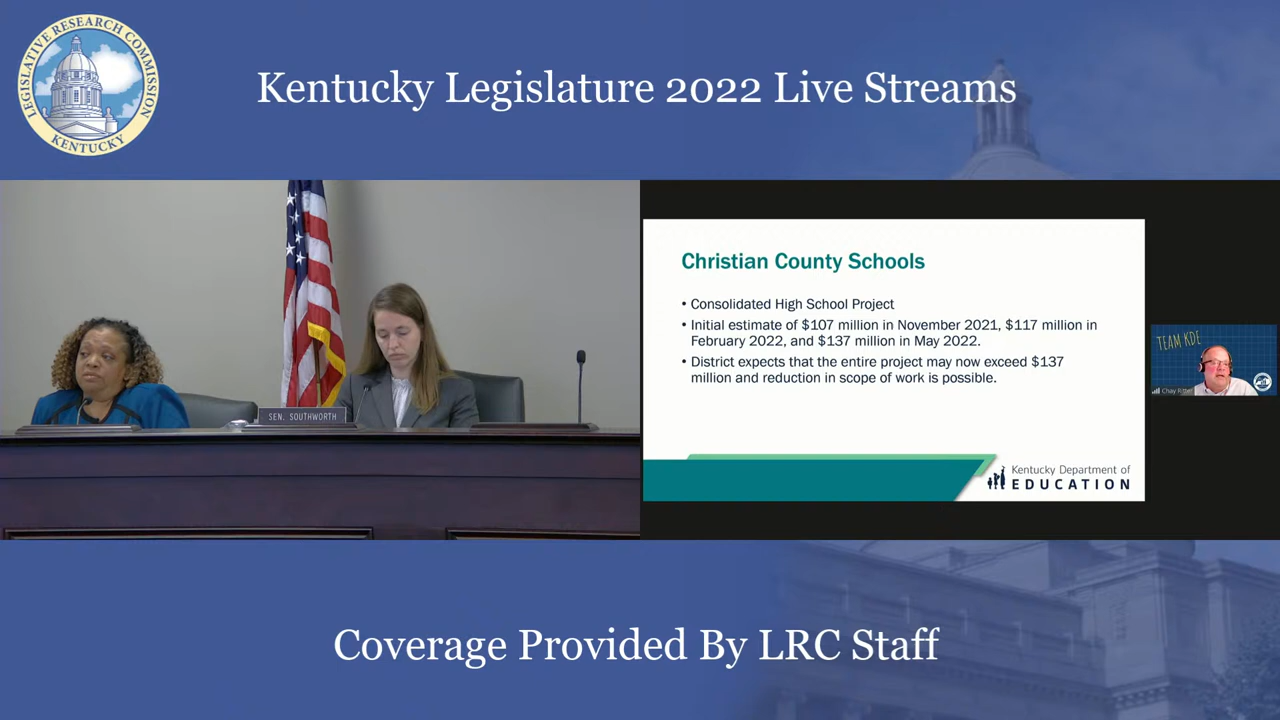 LEGISLATIVE RESEARCH COMMISSION
KENTUCKY
Kentucky Legislature 2022 Live Streams
SEN. SOUTHWORTH
Christian County Schools
• Consolidated High School Project
• Initial estimate of $107 million in November 2021, $117 million in
February 2022, and $137 million in May 2022.
• District expects that the entire project may now exceed $137
million and reduction in scope of work is possible.
Kentucky Department of
EDUCATION
TEAM KDE
Chay Ritter
Coverage Provided By LRC Staff